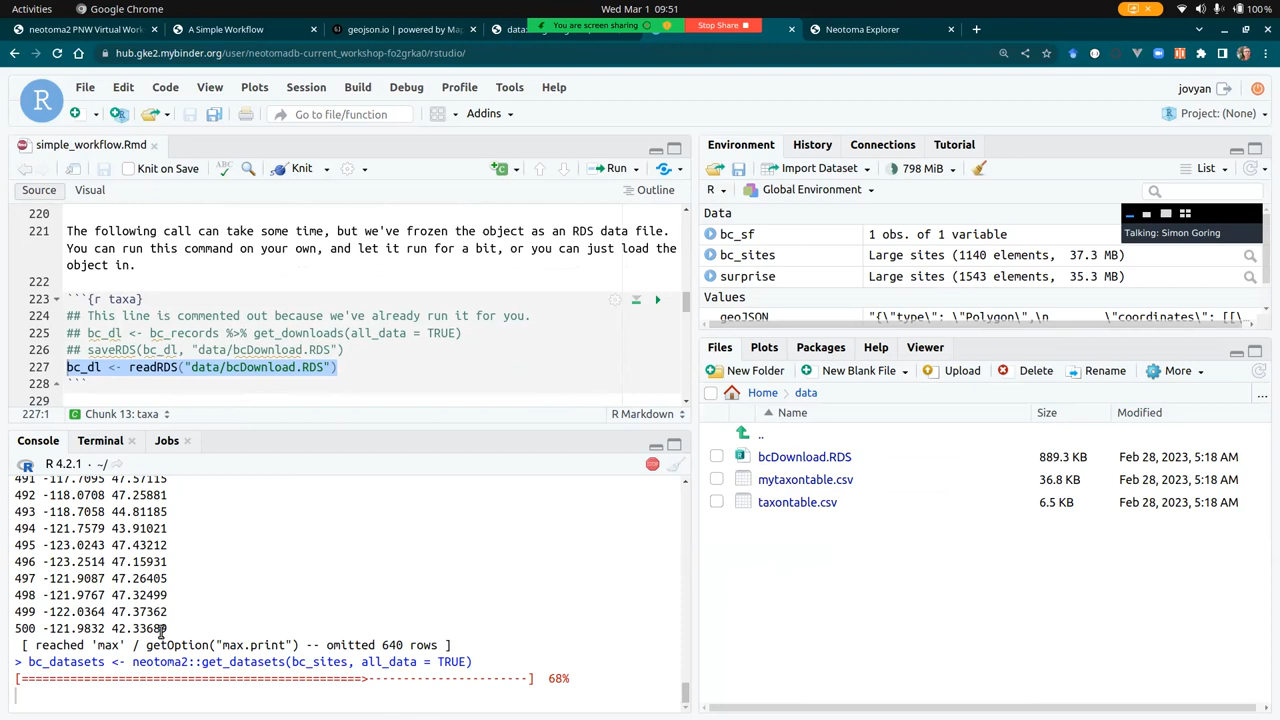 Activities
Google Chrome
Wed Mar 1 09:51
100 %
neotoma2 PNW Virtual Work
A Simple Workflow
geojson.io | powered by Ma
data
You are screen sharing
Stop Share
Neotoma Explorer
hub.gke2.mybinder.org/user/neotomadb-current_workshop-fo2grka0/rstudio/
File
Edit
Code
View
Plots
Session
Build
Debug
Profile
Tools
Help
jovyan
R
Go to file/function
Addins
Project: (None)
simple_workflow.Rmd
Knit on Save
ABC
Knit
Run
Source
Visual
Outline
220
221 The following call can take some time, but we've frozen the object as an RDS data file.
You can run this command on your own, and let it run for a bit, or you can just load the
object in.
222
223 ```{r taxa}
224 ## This line is commented out because we've already run it for you.
225 ## bc_dl <- bc_records %>% get_downloads(all_data = TRUE)
226 ## saveRDS(bc_dl, "data/bcDownload.RDS")
227 bc_dl <- readRDS("data/bcDownload.RDS")
228 ```
229
227:1
Chunk 13: taxa
R Markdown
Console
Terminal
Jobs
R 4.2.1 · ~/
STOP
491 -117.7095 47.57115
492 -118.0708 47.25881
493 -118.7058 44.81185
494 -121.7579 43.91021
495 -123.0243 47.43212
496 -123.2514 47.15931
497 -121.9087 47.26405
498 -121.9767 47.32499
499 -122.0364 47.37362
500 -121.9832 42.3368
[ reached 'max' / getOption("max.print") -- omitted 640 rows ]
> bc_datasets <- neotoma2::get_datasets(bc_sites, all_data = TRUE)
[==================================================>-----------------------] 68%
Environment
History
Connections
Tutorial
Import Dataset
798 MiB
List
R
Global Environment
Data
Talking: Simon Goring
bc_sf 1 obs. of 1 variable
bc_sites Large sites (1140 elements, 37.3 MB)
surprise Large sites (1543 elements, 35.3 MB)
Values
geoJSON "{\"type\": \"Polygon\",\n \"coordinates\": [[\…
Files
Plots
Packages
Help
Viewer
New Folder
New Blank File
Upload
Delete
Rename
More
Home
data
...
Name
Size
Modified
..
bcDownload.RDS 889.3 KB Feb 28, 2023, 5:18 AM
mytaxontable.csv 36.8 KB Feb 28, 2023, 5:18 AM
taxontable.csv 6.5 KB Feb 28, 2023, 5:18 AM